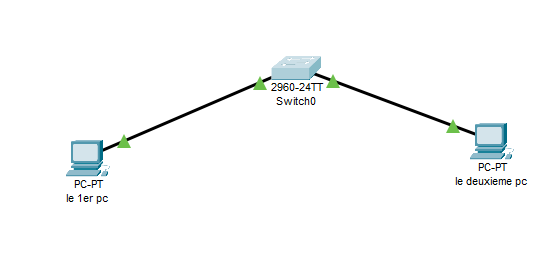 2960-24TT
Switch0
PC-PT
le 1er pc
PC-PT
le deuxieme pc